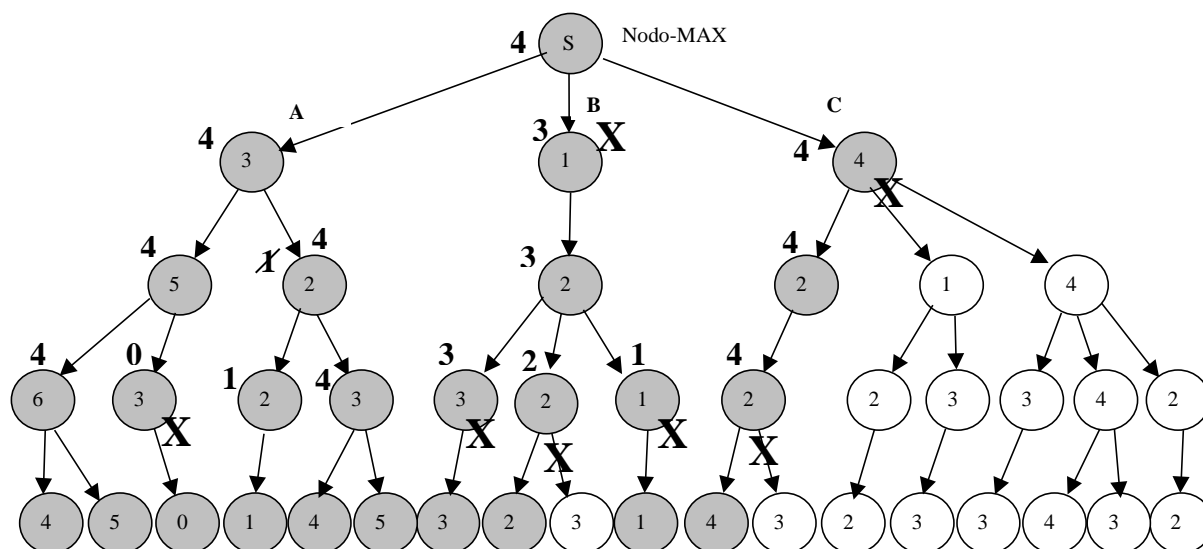 4 S Nodo-MAX
A B C
4 3 3 1 X 4 4 X
4 5 1 4 2 3 2 4 2 1 4
4 6 0 3 X 1 2 4 3 3 3 X 2 2 X 1 1 X 4 2 X 2 3 3 4 2
4 5 0 1 4 5 3 2 3 1 4 3 2 3 3 4 3 2